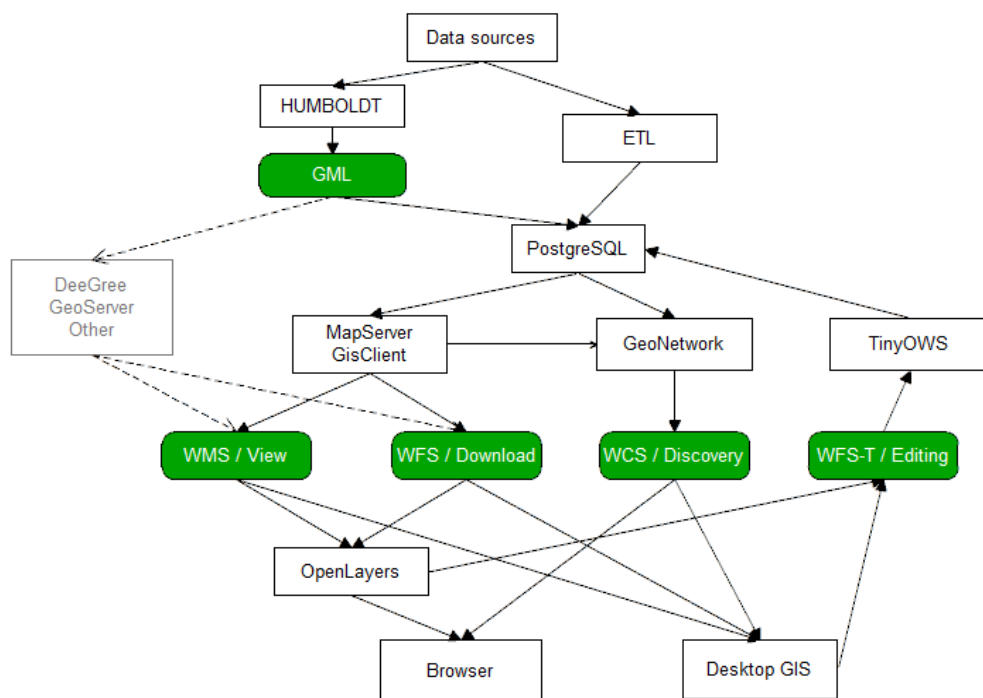 Data sources
HUMBOLDT
ETL
GML
PostgreSQL
DeeGree
GeoServer
Other
MapServer
GisClient
GeoNetwork
TinyOWS
WMS / View
WFS / Download
WCS / Discovery
WFS-T / Editing
OpenLayers
Browser
Desktop GIS